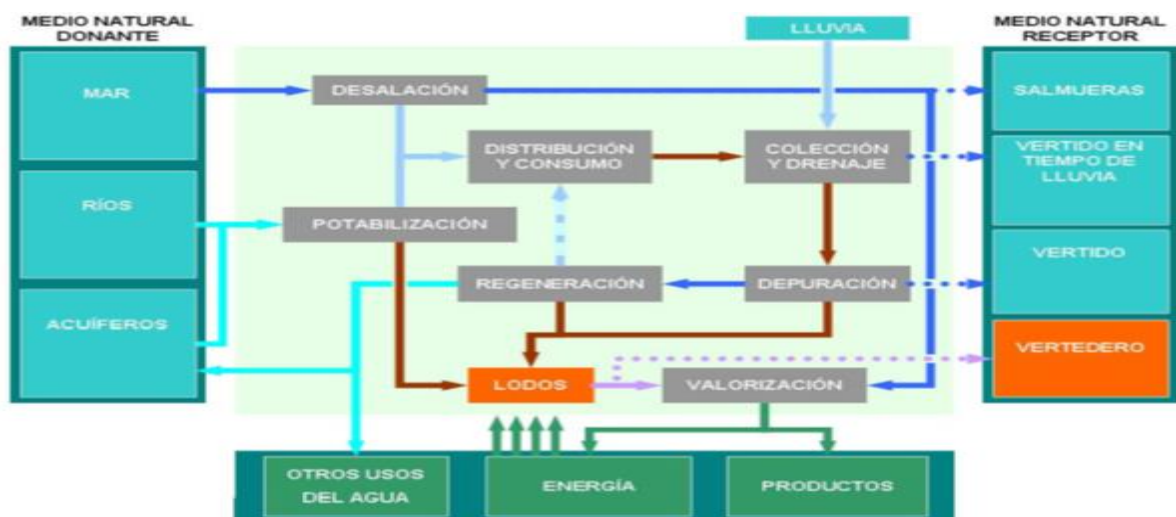 MEDIO NATURAL
DONANTE
LLUVIA
MEDIO NATURAL
RECEPTOR
MAR
DESALACIÓN
SALMUERAS
DISTRIBUCIÓN
Y CONSUMO
COLECCIÓN
Y DRENAJE
VERTIDO EN
TIEMPO DE
LLUVIA
RÍOS
POTABILIZACIÓN
VERTIDO
REGENERACIÓN
DEPURACIÓN
ACUÍFEROS
VERTEDERO
LODOS
VALORIZACIÓN
OTROS USOS
DEL AGUA
ENERGÍA
PRODUCTOS